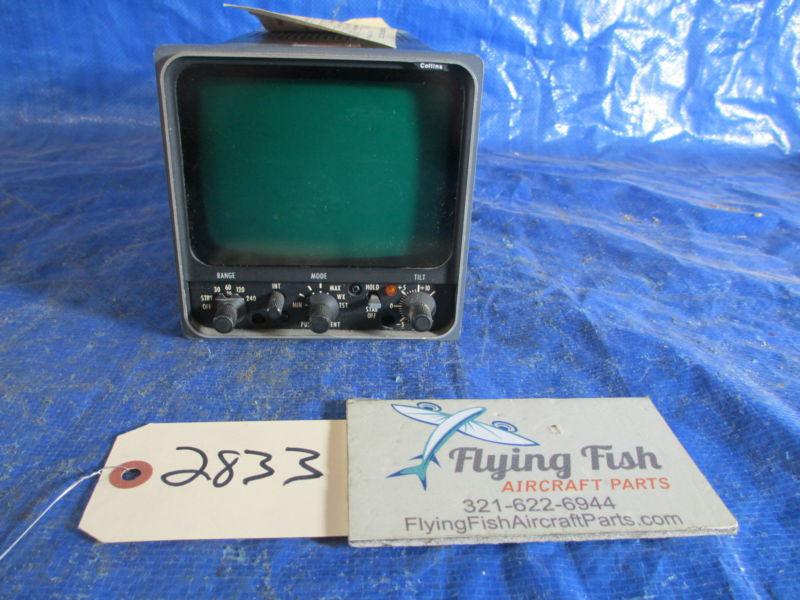 Collins
RANGE
MODE
TILT
30 60 120
INT
MAX
HOLD
+5
+10
STBY
240
MIN
WX
0
OFF
TST
STAB
OFF
2833
Flying Fish
AIRCRAFT PARTS
321-622-6944
FlyingFishAircraftParts.com